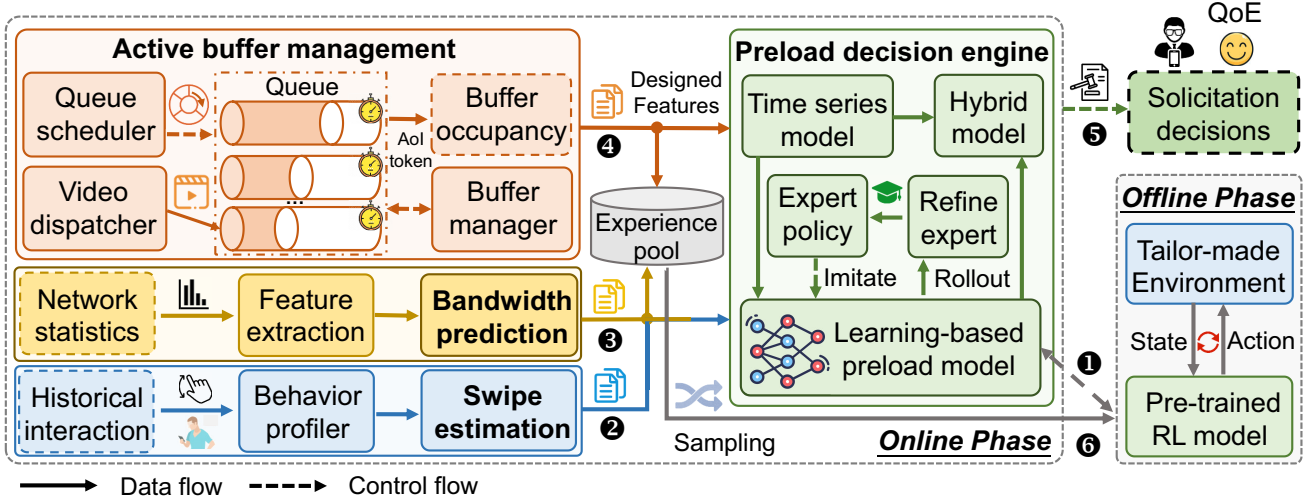 Active buffer management
Queue
scheduler
Queue
Buffer
occupancy
AoI
token
Video
dispatcher
...
Buffer
manager
Network
statistics
Feature
extraction
Bandwidth
prediction
Historical
interaction
Behavior
profiler
Swipe
estimation
Designed
Features
❹
Experience
pool
❸
❷
Sampling
Preload decision engine
Time series
model
Hybrid
model
Expert
policy
Refine
expert
Imitate
Rollout
Learning-based
preload model
Online Phase
QoE
Solicitation
decisions
❺
Offline Phase
Tailor-made
Environment
State
Action
❶
Pre-trained
RL model
❻
Data flow
Control flow